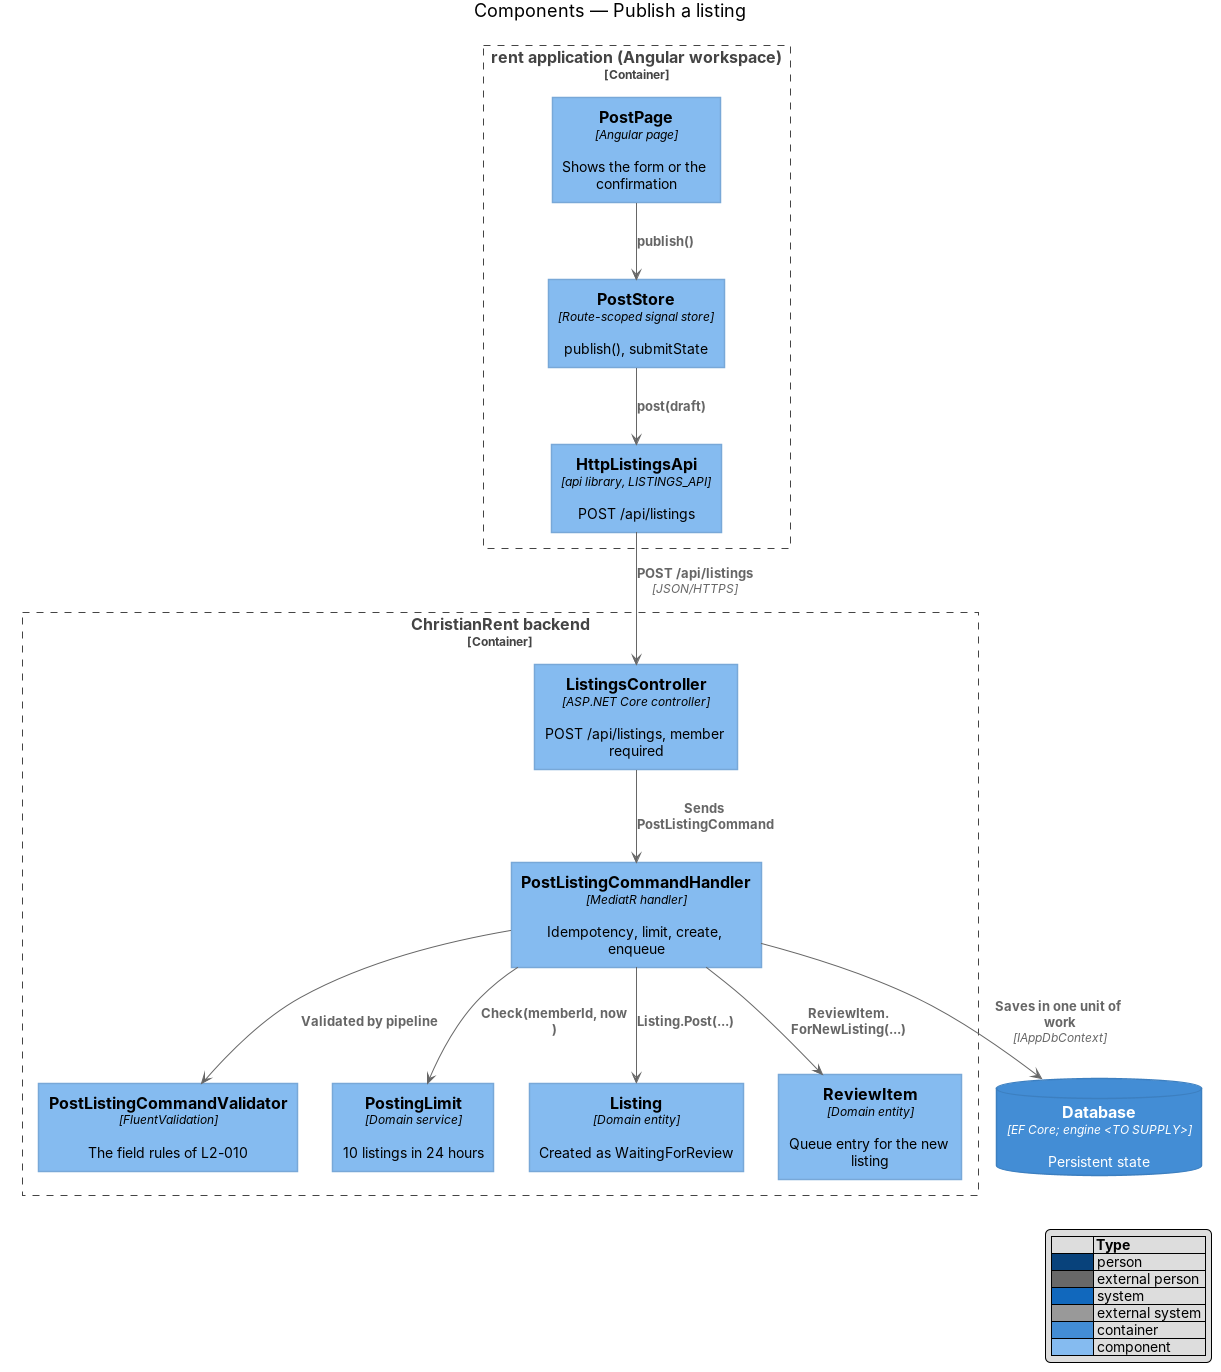 Components — Publish a listing
rent application (Angular workspace)
[Container]
PostPage
[Angular page]
Shows the form or the
confirmation
publish()
PostStore
[Route-scoped signal store]
publish(), submitState
post(draft)
HttpListingsApi
[api library, LISTINGS_API]
POST /api/listings
POST /api/listings
[JSON/HTTPS]
ChristianRent backend
[Container]
ListingsController
[ASP.NET Core controller]
POST /api/listings, member
required
Sends
PostListingCommand
PostListingCommandHandler
[MediatR handler]
Idempotency, limit, create,
enqueue
Validated by pipeline
Check(memberId, now
)
Listing.Post(...)
ReviewItem.
ForNewListing(...)
Saves in one unit of
work
[IAppDbContext]
PostListingCommandValidator
[FluentValidation]
The field rules of L2-010
PostingLimit
[Domain service]
10 listings in 24 hours
Listing
[Domain entity]
Created as WaitingForReview
ReviewItem
[Domain entity]
Queue entry for the new
listing
Database
[EF Core; engine <TO SUPPLY>]
Persistent state
Type
person
external person
system
external system
container
component